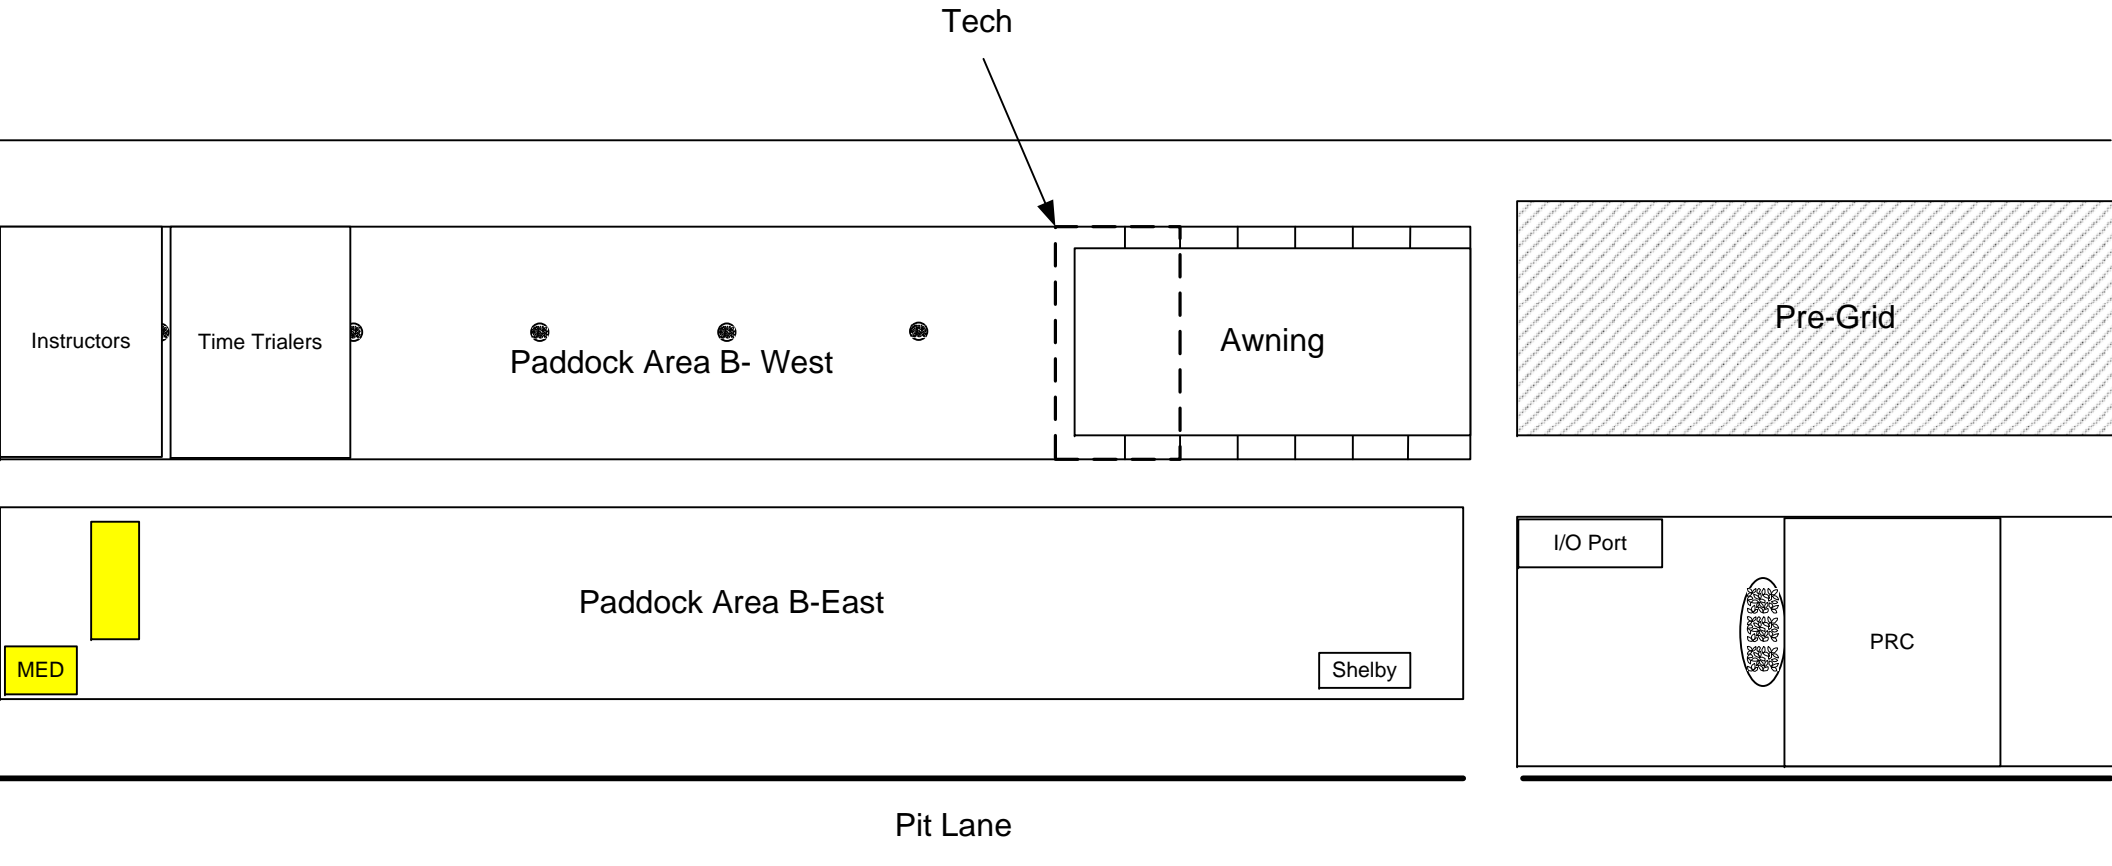 Tech
Instructors
Time Trialers
Paddock Area B- West
Awning
Pre-Grid
I/O Port
Paddock Area B-East
PRC
MED
Shelby
Pit Lane